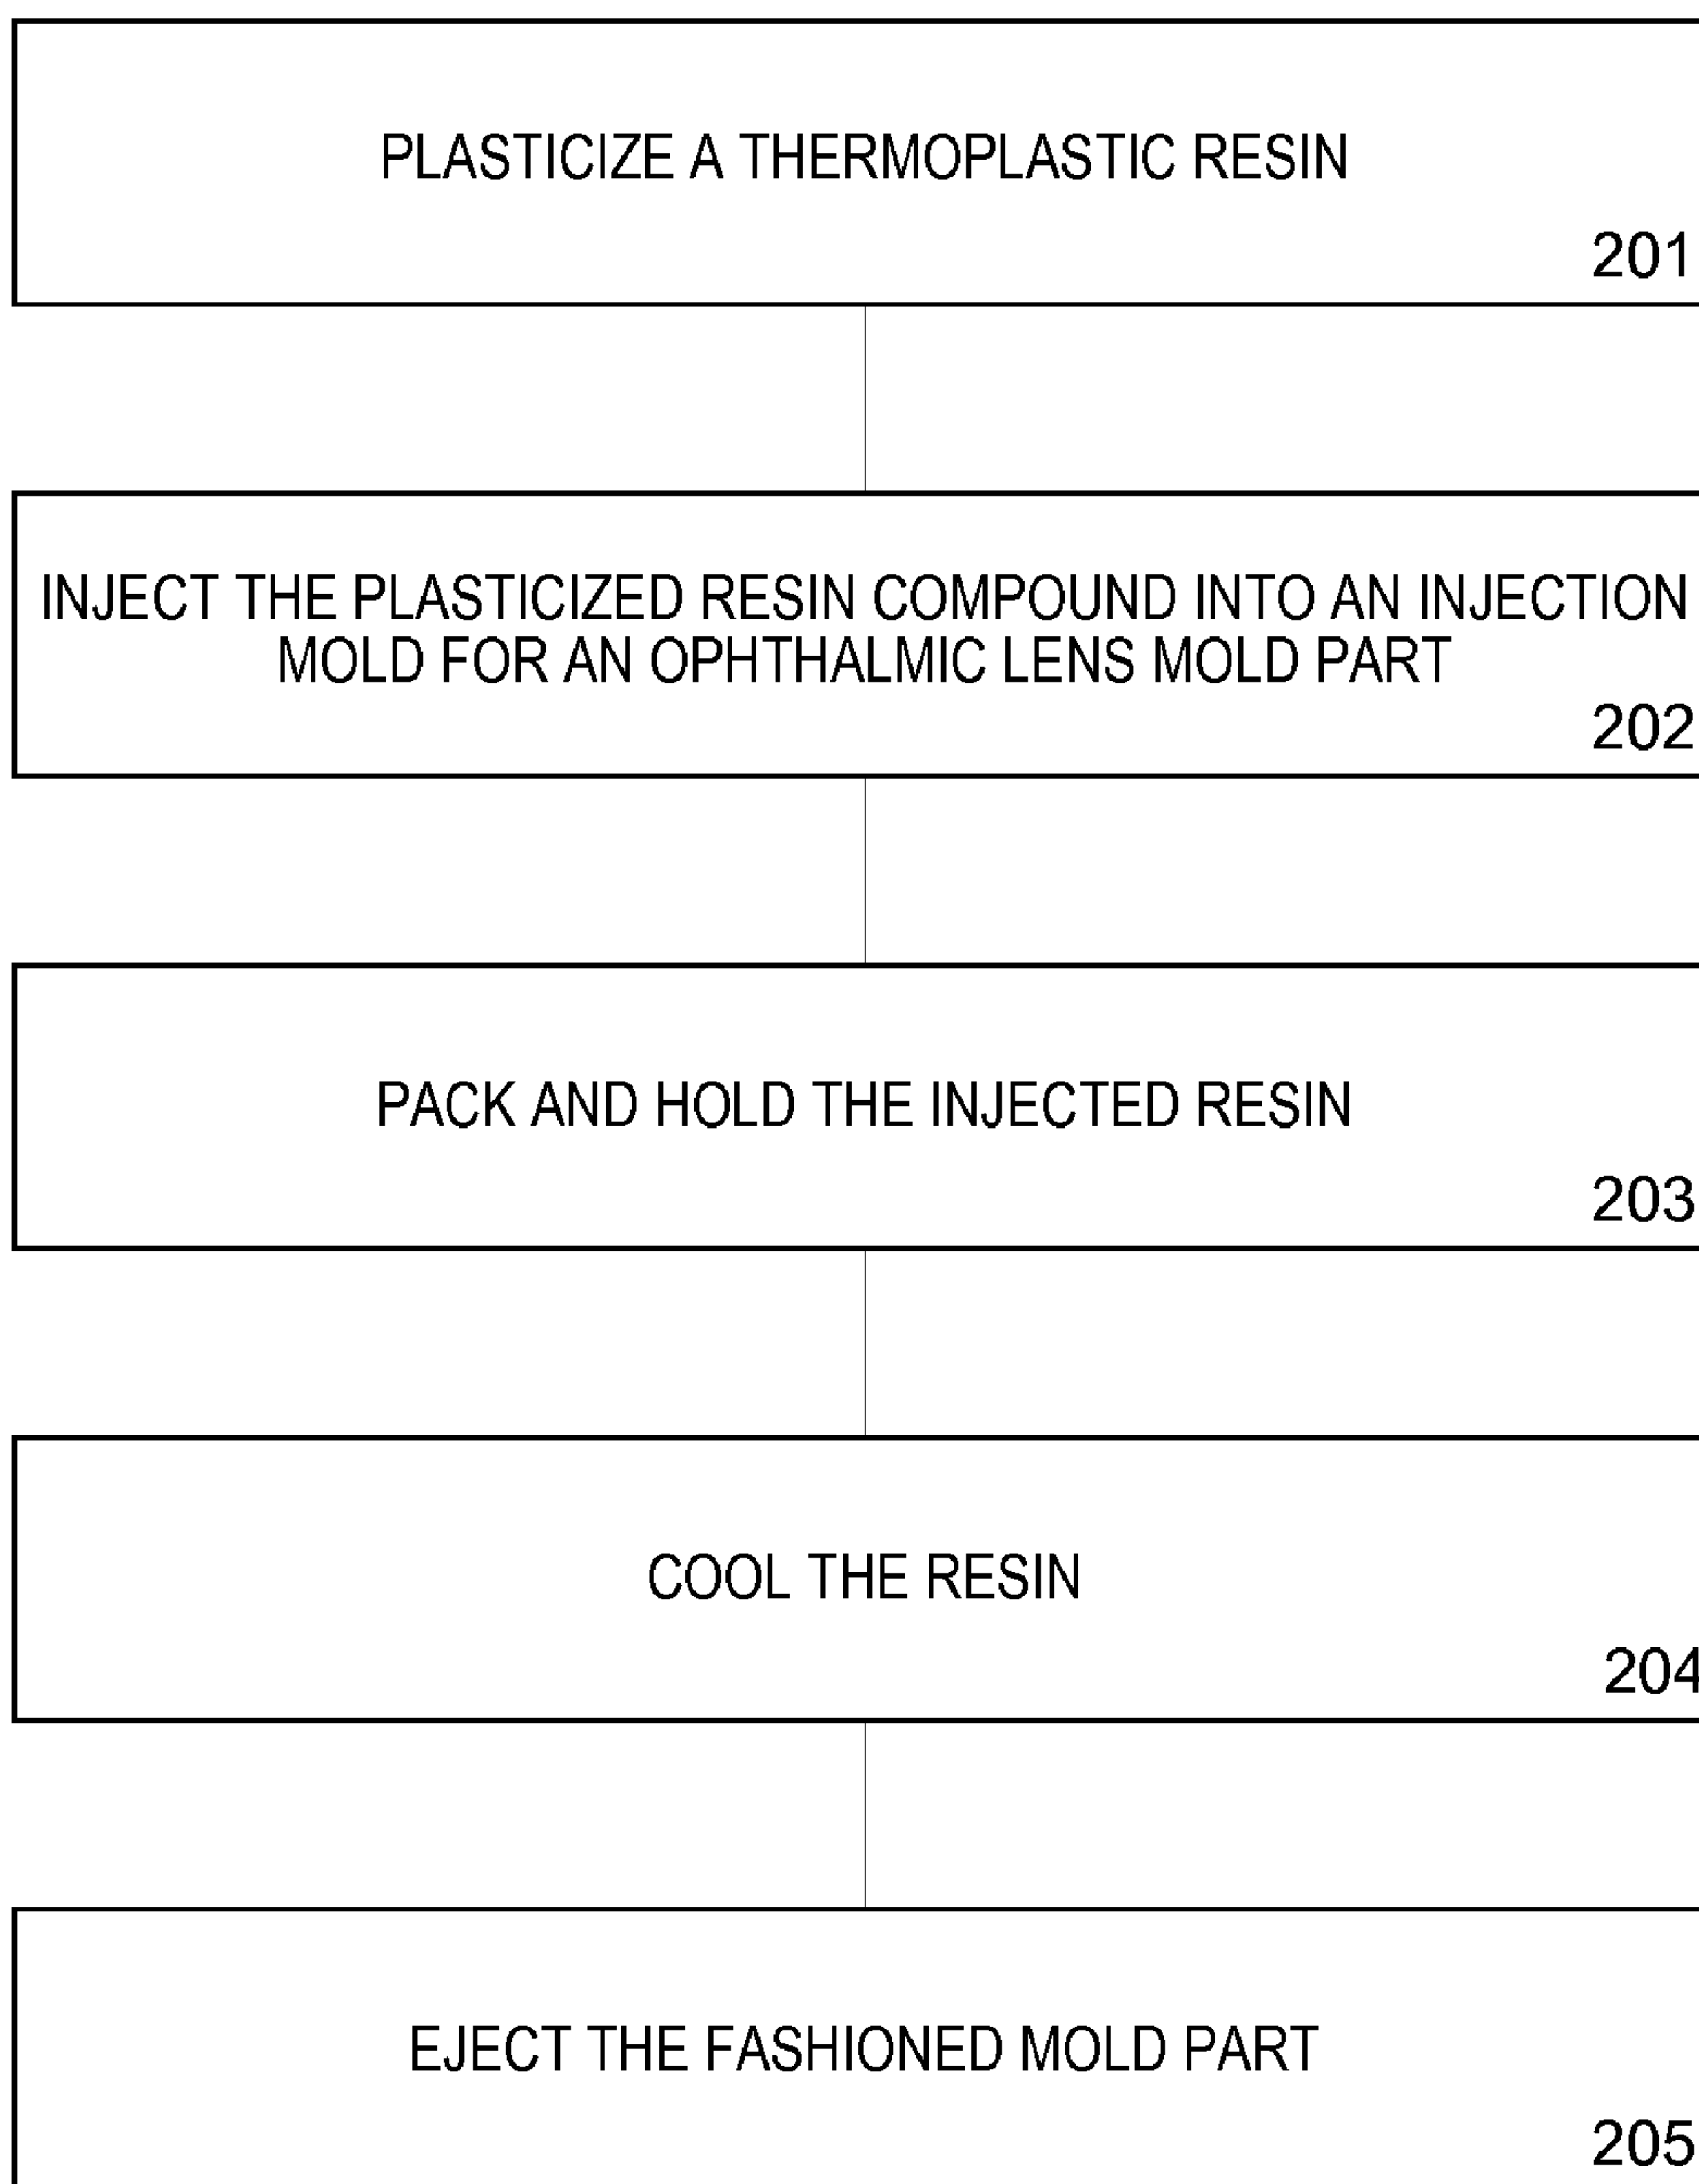 PLASTICIZE A THERMOPLASTIC RESIN
201
INJECT THE PLASTICIZED RESIN COMPOUND INTO AN INJECTION
MOLD FOR AN OPHTHALMIC LENS MOLD PART
202
PACK AND HOLD THE INJECTED RESIN
203
COOL THE RESIN
204
EJECT THE FASHIONED MOLD PART
205